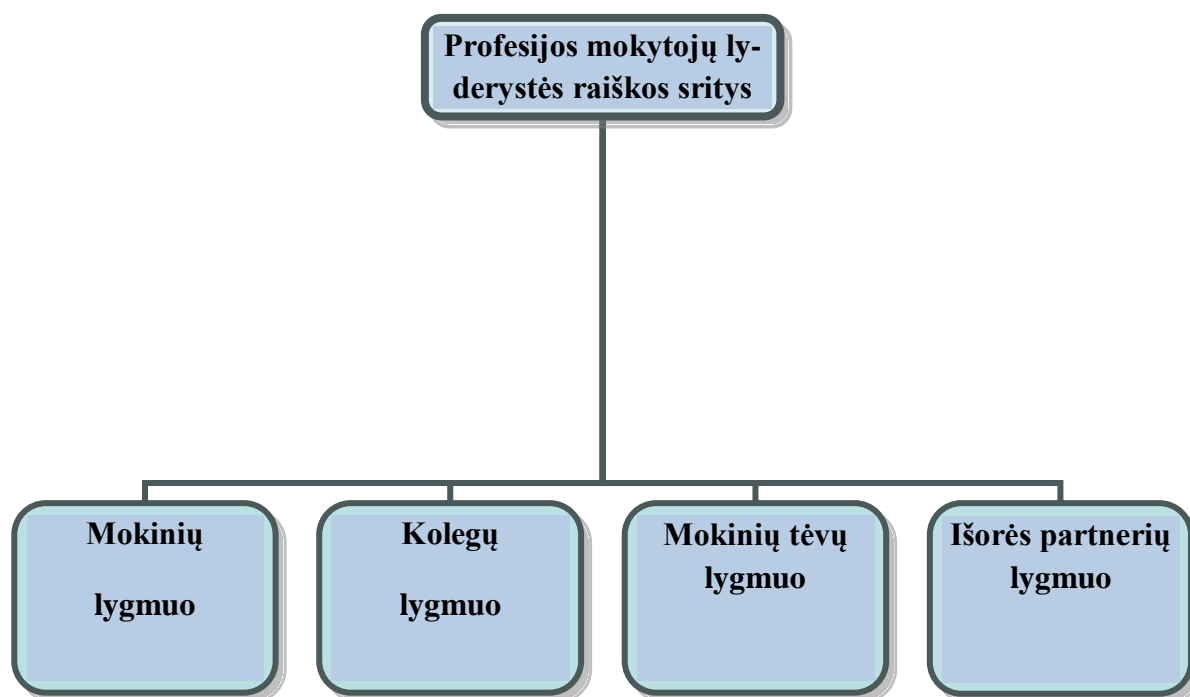 Profesijos mokytojų ly-
derystės raiškos sritys
Mokinių
lygmuo
Kolegų
lygmuo
Mokinių tėvų
lygmuo
Išorės partnerių
lygmuo